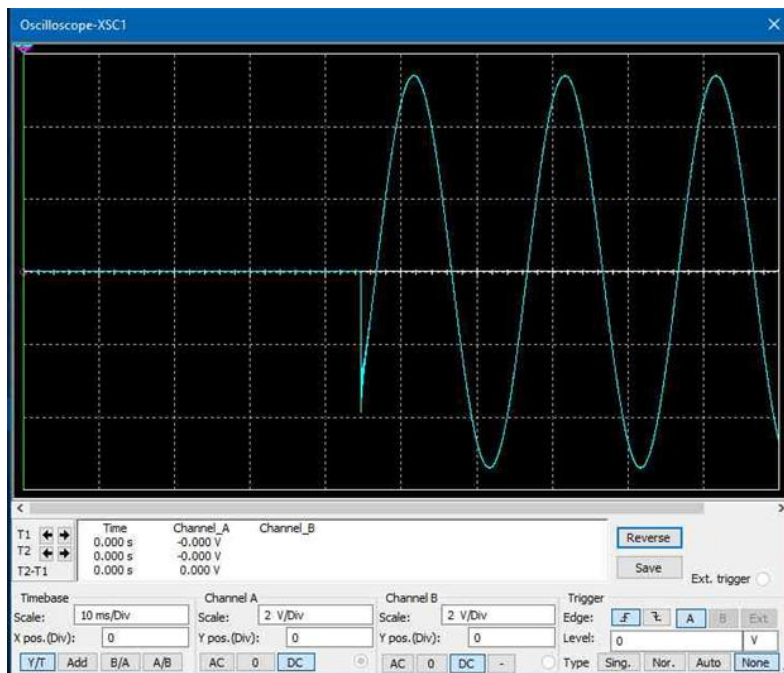 Oscilloscope-XSC1
Time Channel_A Channel_B
T1 0.000 s -0.000 V
T2 0.000 s -0.000 V
T2-T1 0.000 s 0.000 V
Reverse
Save
Ext. trigger
Timebase Channel A Channel B Trigger
Scale: 10 ms/Div Scale: 2 V/Div Scale: 2 V/Div Edge: A B Ext
X pos.(Div): 0 Y pos.(Div): 0 Y pos.(Div): 0 Level: 0 V
Y/T Add B/A A/B AC 0 DC AC 0 DC - Type Sing. Nor. Auto None